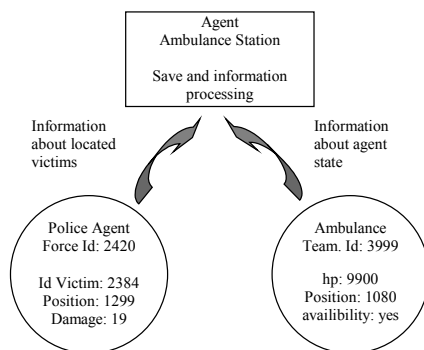 Agent
Ambulance Station
Save and information
processing
Information
about located
victims
Information
about agent
state
Police Agent
Force Id: 2420
Id Victim: 2384
Position: 1299
Damage: 19
Ambulance
Team. Id: 3999
hp: 9900
Position: 1080
availibility: yes